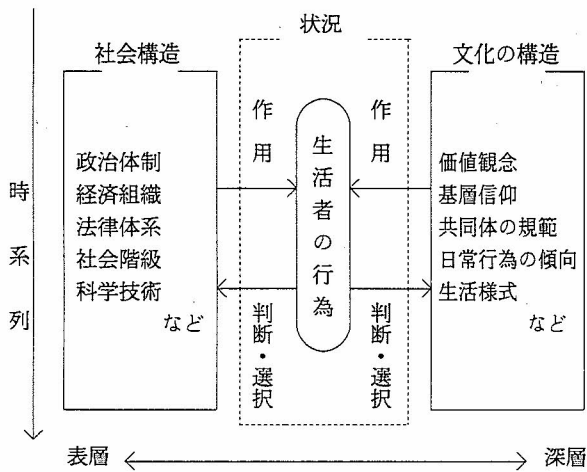 状況
社会構造
文化の構造
時系列
政治体制
経済組織
法律体系
社会階級
科学技術
など
作用
生活者の行為
作用
判断・選択
判断・選択
価値観念
基層信仰
共同体の規範
日常行為の傾向
生活様式
など
表層
深層